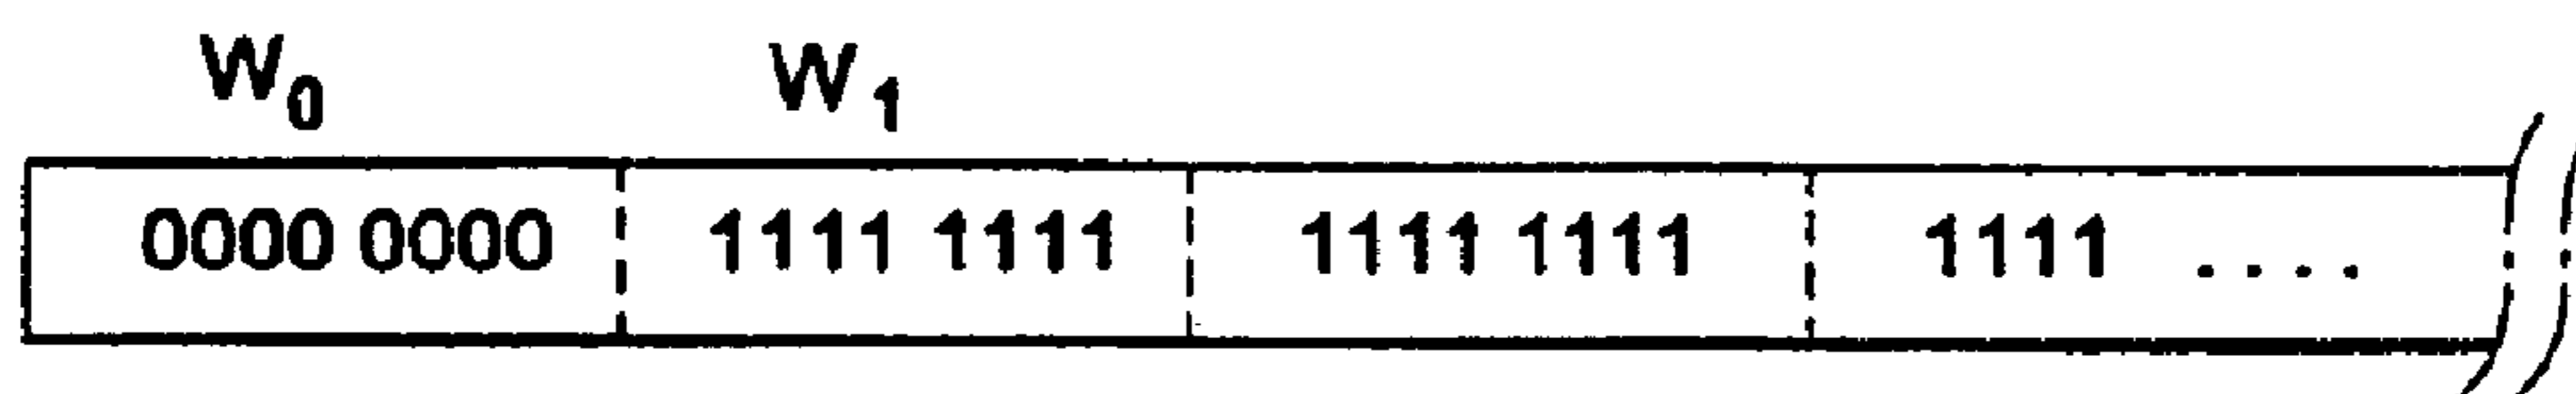 W₀ W₁
0000 0000 1111 1111 1111 1111 1111 ....